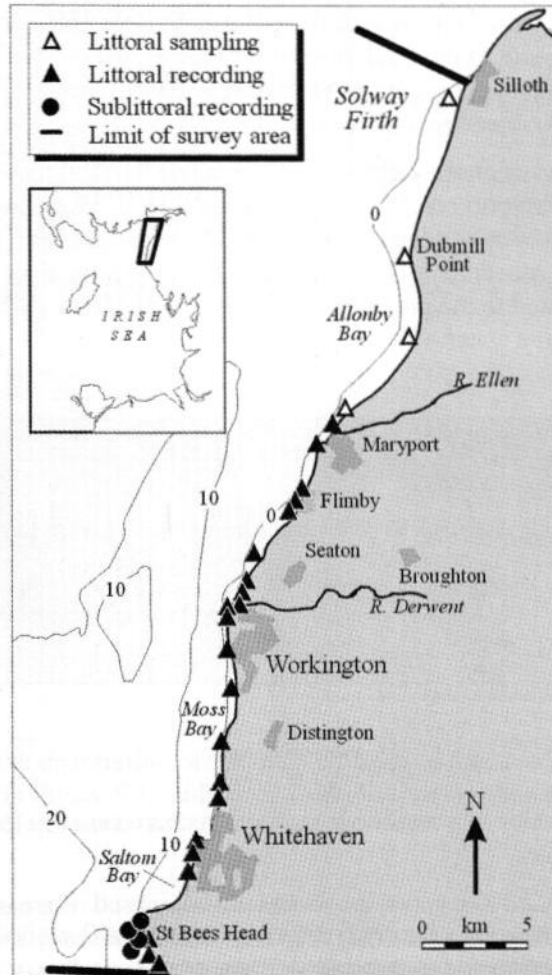 Littoral sampling
Littoral recording
Sublittoral recording
Limit of survey area
Solway
Firth
Silloth
0
Dubmill
Point
IRISH
SEA
Allonby
Bay
R. Ellen
Maryport
10
0
Flimby
Seaton
Broughton
10
R. Derwent
Workington
Moss
Bay
Distington
N
20
10
Whitehaven
Saltom
Bay
St Bees Head
0 km 5